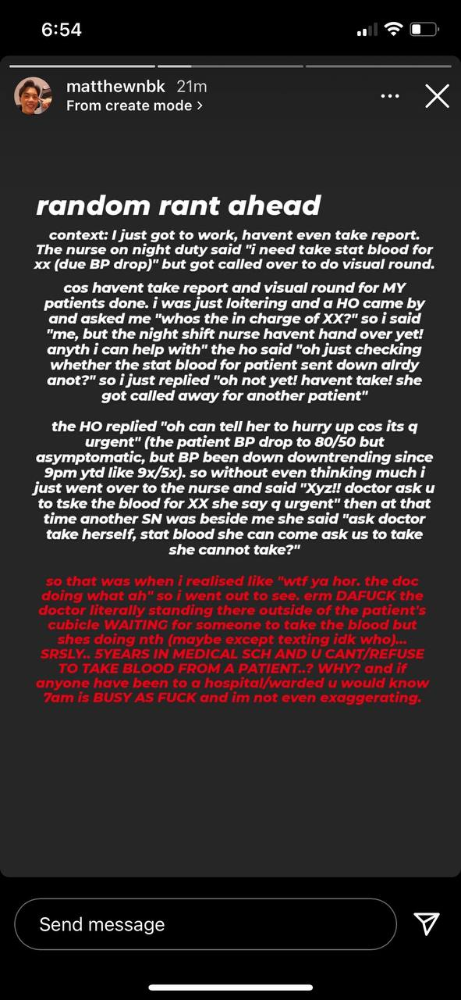 6:54
matthewnbk 21m
From create mode >
random rant ahead
context: I just got to work, havent even take report.
The nurse on night duty said "i need take stat blood for
xx (due BP drop)" but got called over to do visual round.
cos havent take report and visual round for MY
patients done. i was just loitering and a HO came by
and asked me "whos the in charge of XX?" so i said
"me, but the night shift nurse havent hand over yet!
anyth i can help with" the ho said "oh just checking
whether the stat blood for patient sent down alrdy
anot?" so i just replied "oh not yet! havent take! she
got called away for another patient"
the HO replied "oh can tell her to hurry up cos its q
urgent" (the patient BP drop to 80/50 but
asymptomatic, but BP been down downtrending since
9pm ytd like 9x/5x). so without even thinking much i
just went over to the nurse and said "Xyz!! doctor ask u
to tske the blood for XX she say q urgent" then at that
time another SN was beside me she said "ask doctor
take herself, stat blood she can come ask us to take
she cannot take?"
so that was when i realised like "wtf ya hor. the doc
doing what ah" so i went out to see. erm DAFUCK the
doctor literally standing there outside of the patient's
cubicle WAITING for someone to take the blood but
shes doing nth (maybe except texting idk who)...
SRSLY.. 5YEARS IN MEDICAL SCH AND U CANT/REFUSE
TO TAKE BLOOD FROM A PATIENT..? WHY? and if
anyone have been to a hospital/warded u would know
7am is BUSY AS FUCK and im not even exaggerating.
Send message